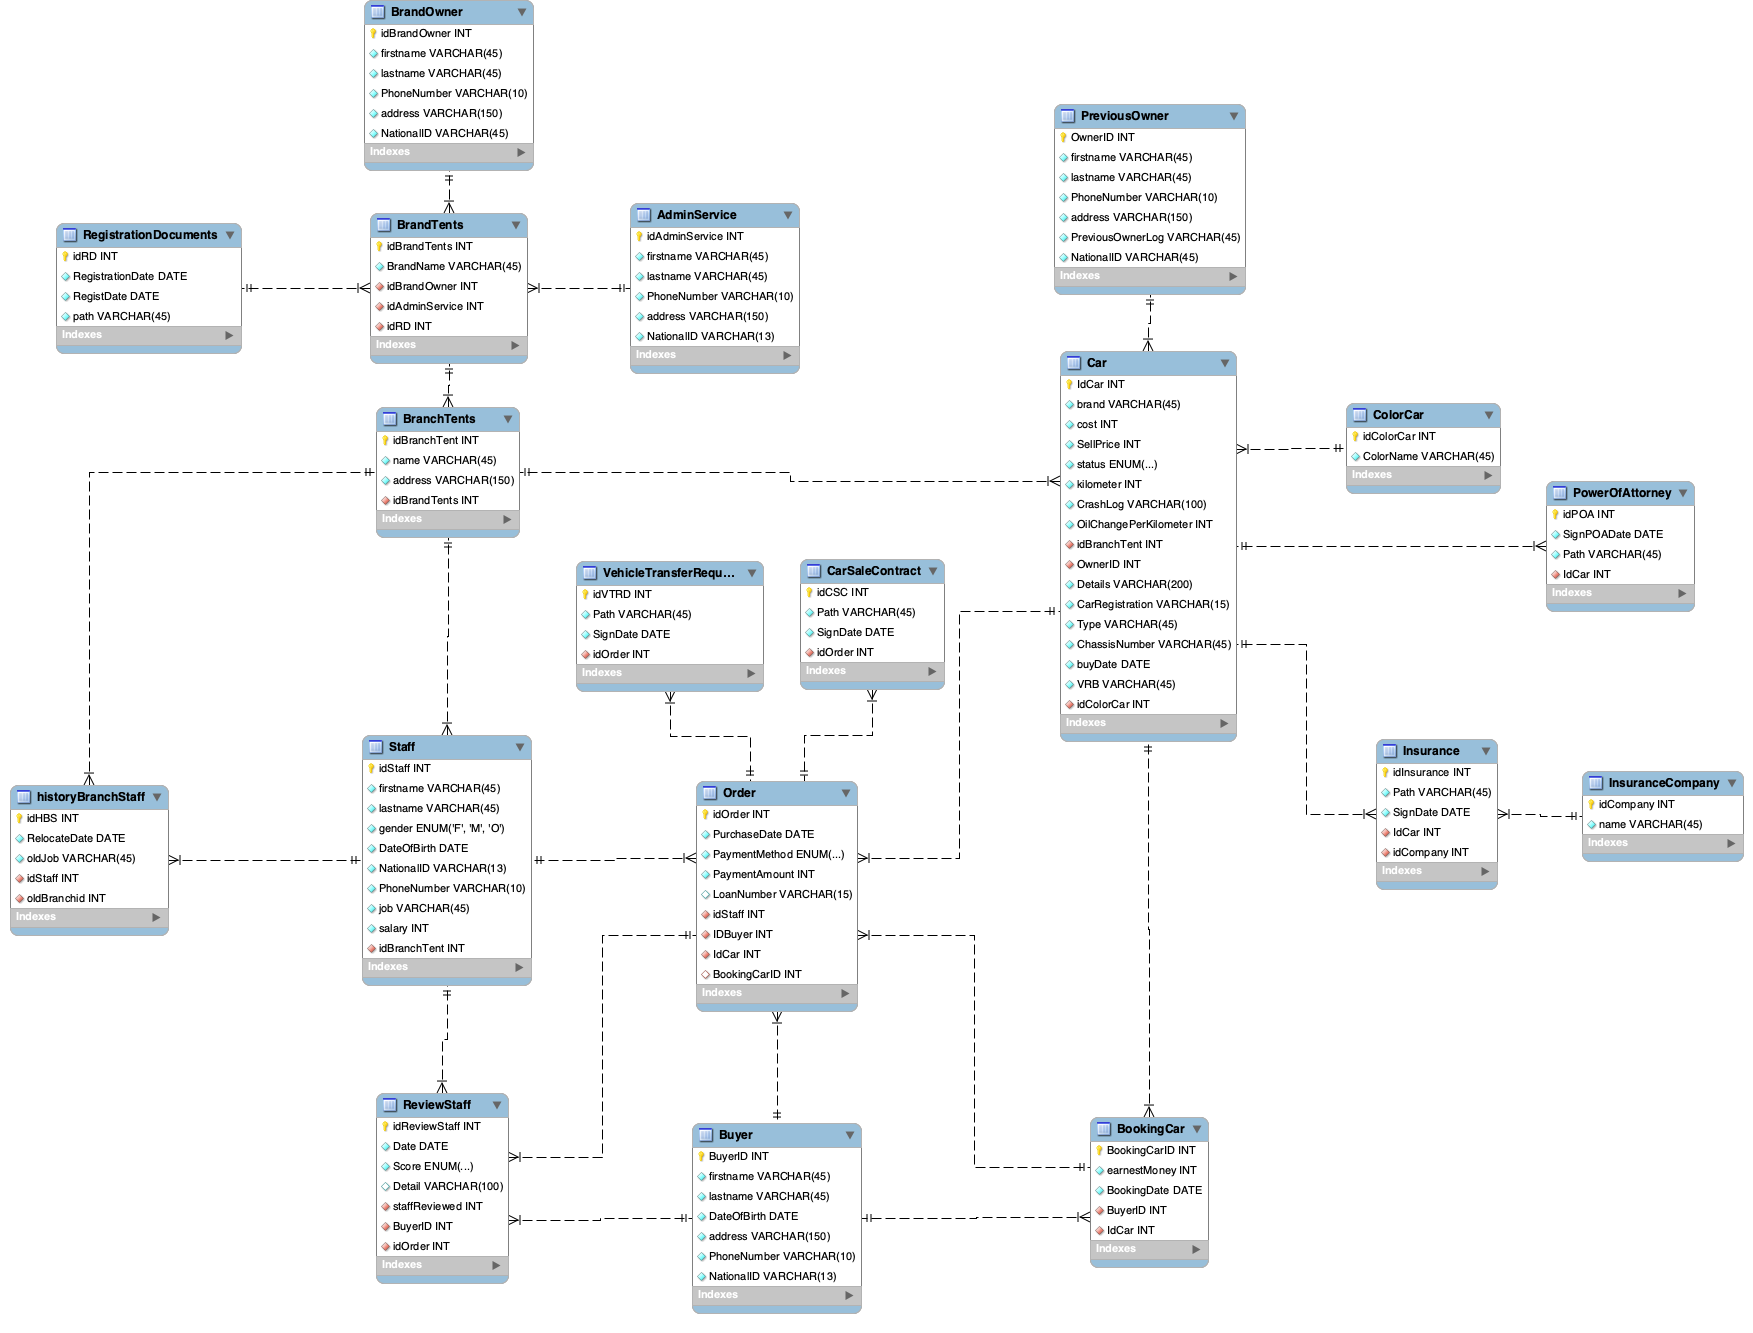 BrandOwner
idBrandOwner INT
firstname VARCHAR(45)
lastname VARCHAR(45)
PhoneNumber VARCHAR(10)
address VARCHAR(150)
NationalID VARCHAR(45)
Indexes
PreviousOwner
OwnerID INT
firstname VARCHAR(45)
lastname VARCHAR(45)
PhoneNumber VARCHAR(10)
address VARCHAR(150)
PreviousOwnerLog VARCHAR(45)
NationalID VARCHAR(45)
Indexes
RegistrationDocuments
idRD INT
RegistrationDate DATE
RegistDate DATE
path VARCHAR(45)
Indexes
BrandTents
idBrandTents INT
BrandName VARCHAR(45)
idBrandOwner INT
idAdminService INT
idRD INT
Indexes
AdminService
idAdminService INT
firstname VARCHAR(45)
lastname VARCHAR(45)
PhoneNumber VARCHAR(10)
address VARCHAR(150)
NationalID VARCHAR(13)
Indexes
BranchTents
idBranchTent INT
name VARCHAR(45)
address VARCHAR(150)
idBrandTents INT
Indexes
Car
IdCar INT
brand VARCHAR(45)
cost INT
SellPrice INT
status ENUM(...)
kilometer INT
CrashLog VARCHAR(100)
OilChangePerKilometer INT
idBranchTent INT
OwnerID INT
Details VARCHAR(200)
CarRegistration VARCHAR(15)
Type VARCHAR(45)
ChassisNumber VARCHAR(45)
buyDate DATE
VRB VARCHAR(45)
idColorCar INT
Indexes
ColorCar
idColorCar INT
ColorName VARCHAR(45)
Indexes
PowerOfAttorney
idPOA INT
SignPOADate DATE
Path VARCHAR(45)
IdCar INT
Indexes
VehicleTransferRequ...
idVTRD INT
Path VARCHAR(45)
SignDate DATE
idOrder INT
Indexes
CarSaleContract
idCSC INT
Path VARCHAR(45)
SignDate DATE
idOrder INT
Indexes
historyBranchStaff
idHBS INT
RelocateDate DATE
oldJob VARCHAR(45)
idStaff INT
oldBranchid INT
Indexes
Staff
idStaff INT
firstname VARCHAR(45)
lastname VARCHAR(45)
gender ENUM('F', 'M', 'O')
DateOfBirth DATE
NationalID VARCHAR(13)
PhoneNumber VARCHAR(10)
job VARCHAR(45)
salary INT
idBranchTent INT
Indexes
Order
idOrder INT
PurchaseDate DATE
PaymentMethod ENUM(...)
PaymentAmount INT
LoanNumber VARCHAR(15)
idStaff INT
IDBuyer INT
IdCar INT
BookingCarID INT
Indexes
Insurance
idInsurance INT
Path VARCHAR(45)
SignDate DATE
IdCar INT
idCompany INT
Indexes
InsuranceCompany
idCompany INT
name VARCHAR(45)
Indexes
ReviewStaff
idReviewStaff INT
Date DATE
Score ENUM(...)
Detail VARCHAR(100)
staffReviewed INT
BuyerID INT
idOrder INT
Indexes
Buyer
BuyerID INT
firstname VARCHAR(45)
lastname VARCHAR(45)
DateOfBirth DATE
address VARCHAR(150)
PhoneNumber VARCHAR(10)
NationalID VARCHAR(13)
Indexes
BookingCar
BookingCarID INT
earnestMoney INT
BookingDate DATE
BuyerID INT
IdCar INT
Indexes